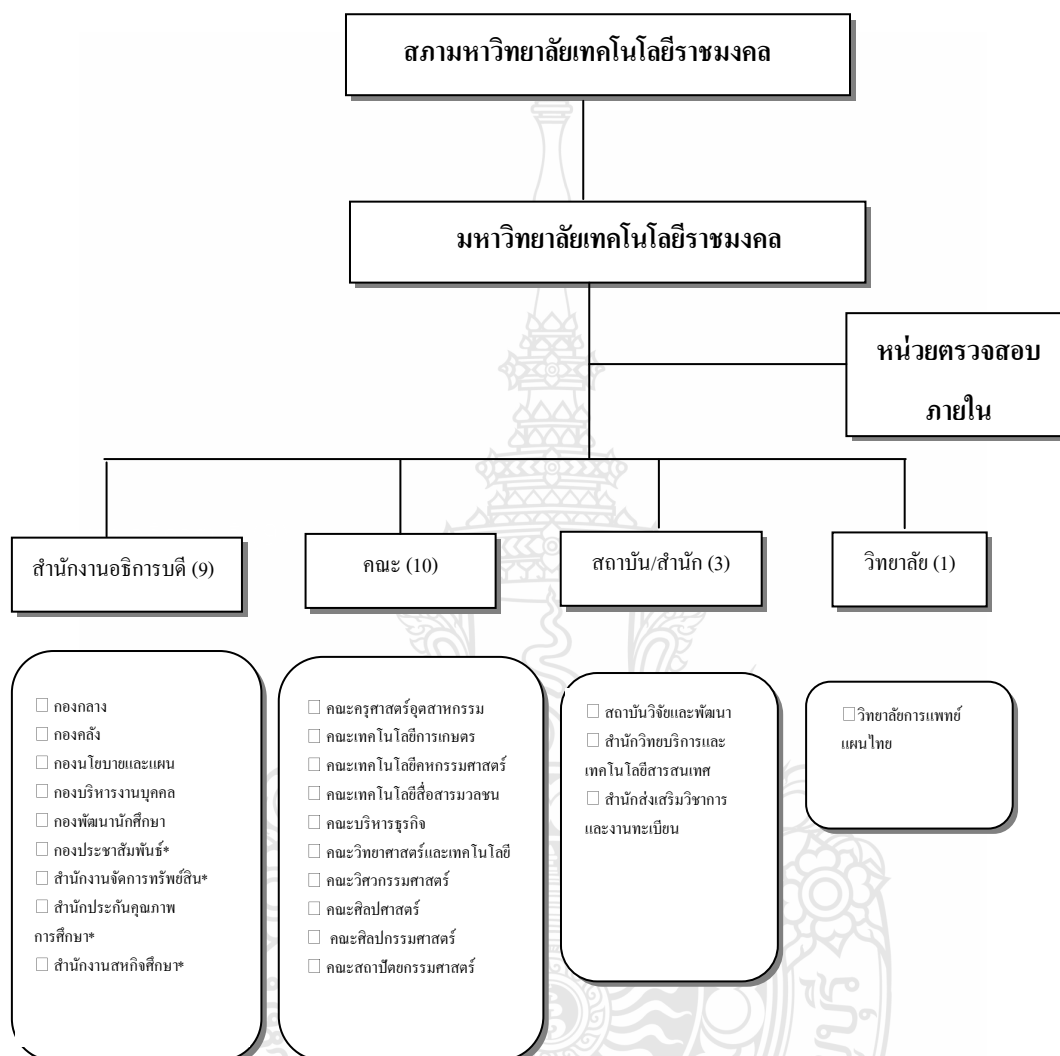 สภามหาวิทยาลัยเทคโนโลยีราชมงคล
มหาวิทยาลัยเทคโนโลยีราชมงคล
หน่วยตรวจสอบ
ภายใน
สำนักงานอธิการบดี (9)
คณะ (10)
สถาบัน/สำนัก (3)
วิทยาลัย (1)
□ กองกลาง
□ กองคลัง
□ กองนโยบายและแผน
□ กองบริหารงานบุคคล
□ กองพัฒนานักศึกษา
□ กองประชาสัมพันธ์*
□ สำนักงานจัดการทรัพย์สิน*
□ สำนักประกันคุณภาพ
การศึกษา*
□ สำนักงานสหกิจศึกษา*
□ คณะครุศาสตร์อุตสาหกรรม
□ คณะเทคโนโลยีการเกษตร
□ คณะเทคโนโลยีคหกรรมศาสตร์
□ คณะเทคโนโลยีสื่อสารมวลชน
□ คณะบริหารธุรกิจ
□ คณะวิทยาศาสตร์และเทคโนโลยี
□ คณะวิศวกรรมศาสตร์
□ คณะศิลปศาสตร์
□ คณะศิลปกรรมศาสตร์
□ คณะสถาปัตยกรรมศาสตร์
□ สถาบันวิจัยและพัฒนา
□ สำนักวิทยบริการและ
เทคโนโลยีสารสนเทศ
□ สำนักส่งเสริมวิชาการ
และงานทะเบียน
□วิทยาลัยการแพทย์
แผนไทย